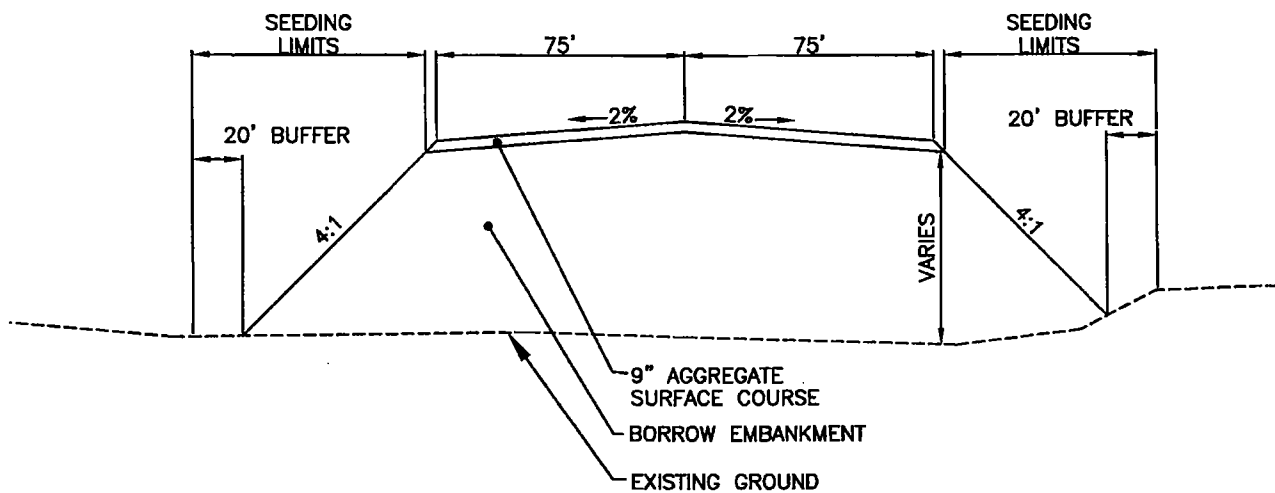 SEEDING
LIMITS
75'
75'
SEEDING
LIMITS
2%
2%
20' BUFFER
20' BUFFER
4:1
4:1
VARIES
9" AGGREGATE
SURFACE COURSE
BORROW EMBANKMENT
EXISTING GROUND